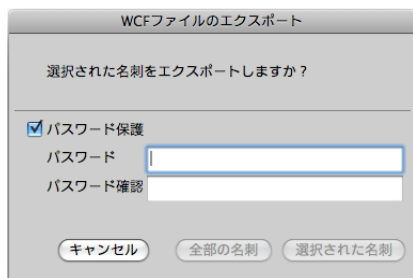 WCFファイルのエクスポート
選択された名刺をエクスポートしますか？
パスワード保護
パスワード
パスワード確認
キャンセル 全部の名刺 選択された名刺